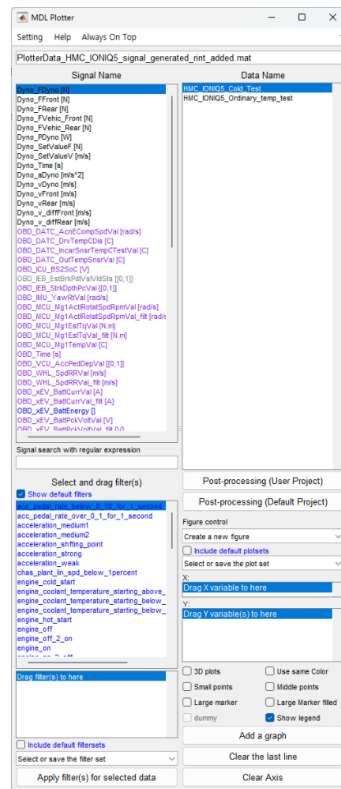 MDL Plotter
Setting Help Always On Top
PlotterData_HMC_IONIQ5_signal_generated_rint_added.mat
Signal Name
Dyno_FDyno [N]
Dyno_FFront [N]
Dyno_FRear [N]
Dyno_FVehic_Front [N]
Dyno_FVehic_Rear [N]
Dyno_PDyno [W]
Dyno_SetValueF [N]
Dyno_SetValueV [m/s]
Dyno_Time [s]
Dyno_aDyno [m/s^2]
Dyno_vDyno [m/s]
Dyno_vFront [m/s]
Dyno_vRear [m/s]
Dyno_v_diffFront [m/s]
Dyno_v_diffRear [m/s]
OBD_DATC_AcnECompSpdVal [rad/s]
OBD_DATC_DrvTempCDis [C]
OBD_DATC_IncarSnsrTempCTestVal [C]
OBD_DATC_OutTempSnsrVal [C]
OBD_ICU_BS2SoC [V]
OBD_IEB_EstBrkPdlValVldSta [[0,1]]
OBD_IEB_StrkDpthPcVal [[0,1]]
OBD_IMU_YawRtVal [rad/s]
OBD_MCU_Mg1ActlRotatSpdRpmVal [rad/s]
OBD_MCU_Mg1ActlRotatSpdRpmVal_filt [rad/s
OBD_MCU_Mg1EstTqVal [N.m]
OBD_MCU_Mg1EstTqVal_filt [N.m]
OBD_MCU_Mg1TempVal [C]
OBD_Time [s]
OBD_VCU_AccPedDepVal [[0,1]]
OBD_WHL_SpdRRVal [m/s]
OBD_WHL_SpdRRVal_filt [m/s]
OBD_xEV_BattCurrVal [A]
OBD_xEV_BattCurrVal_filt [A]
OBD_xEV_BattEnergy []
OBD_xEV_BattPckVoltVal [V]
OBD_xEV_BattPckVoltVal_filt [V]
Signal search with regular expression
Data Name
HMC_IONIQ5_Cold_Test
HMC_IONIQ5_Ordinary_temp_test
Select and drag filter(s)
Show default filters
acc_pedal_rate_below_0_10_for_1_second
acc_pedal_rate_over_0_1_for_1_second
acceleration_medium1
acceleration_medium2
acceleration_shifting_point
acceleration_strong
acceleration_weak
chas_plant_lin_spd_below_1percent
engine_cold_start
engine_coolant_temperature_starting_above_
engine_coolant_temperature_starting_below_
engine_coolant_temperature_starting_below_
engine_hot_start
engine_off
engine_off_2_on
engine_on
Drag filter(s) to here
Include default filtersets
Select or save the filter set
Apply filter(s) for selected data
Post-processing (User Project)
Post-processing (Default Project)
Figure control
Create a new figure
Include default plotsets
Select or save the plot set
X:
Drag X variable to here
Y:
Drag Y variable(s) to here
3D plots Use same Color
Small points Middle points
Large marker Large Marker filled
dummy Show legend
Add a graph
Clear the last line
Clear Axis